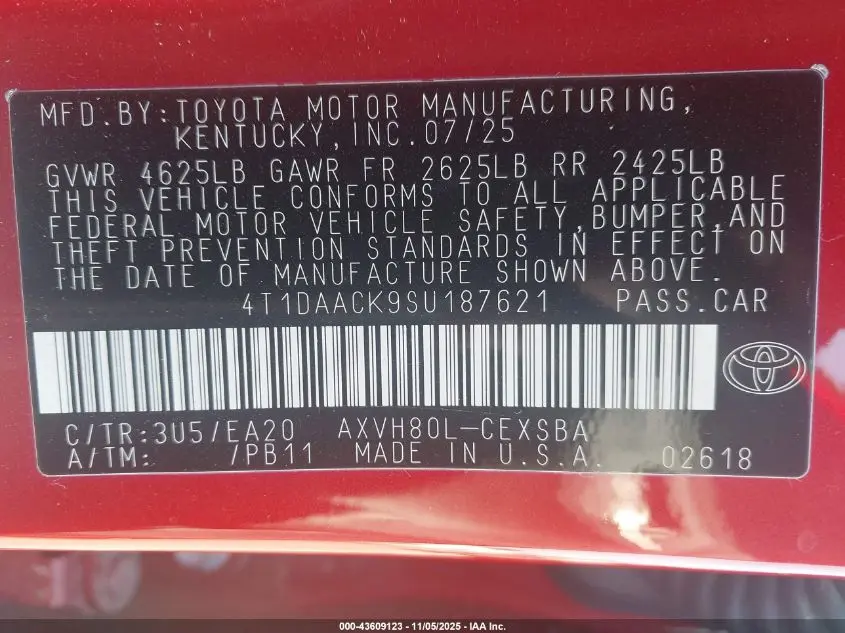 MFD.BY:TOYOTA MOTOR MANUFACTURING,
KENTUCKY,INC.07/25
GVWR 4625LB GAWR FR 2625LB RR 2425LB
THIS VEHICLE CONFORMS TO ALL APPLICABLE
FEDERAL MOTOR VEHICLE SAFETY,BUMPER,AND
THEFT PREVENTION STANDARDS IN EFFECT ON
THE DATE OF MANUFACTURE SHOWN ABOVE.
4T1DAACK9SU187621 PASS.CAR
C/TR:3U5/EA20 AXVH80L-CEXSBA
A/TM: /PB11 MADE IN U.S.A. 02618
000-43609123 - 11/05/2025 - IAA Inc.